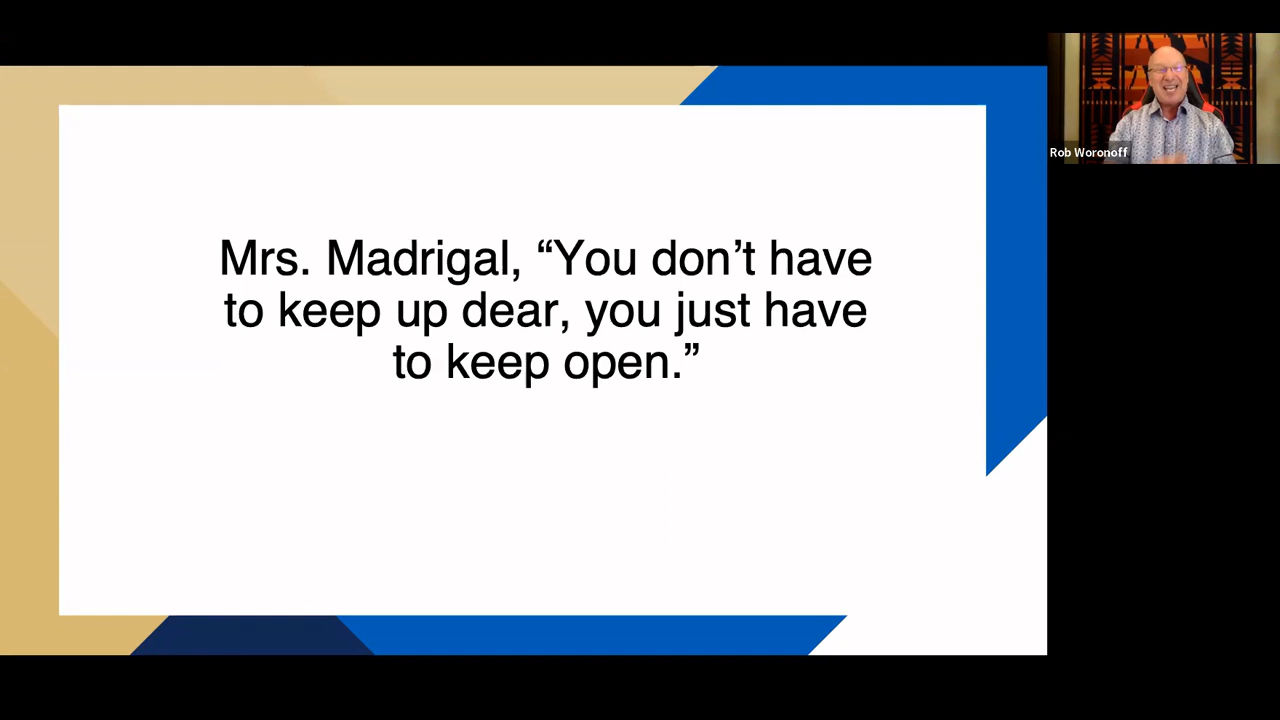 Mrs. Madrigal, “You don’t have
to keep up dear, you just have
to keep open.”
Rob Woronoff